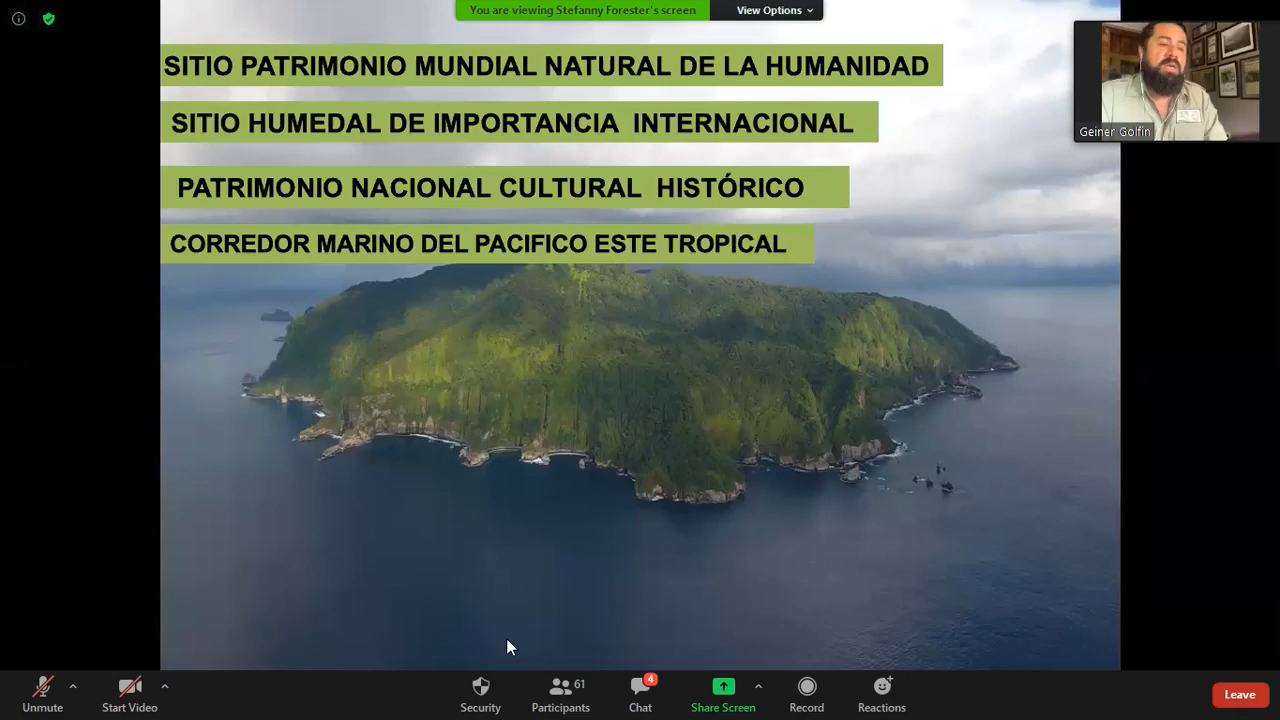 You are viewing Stefanny Forester's screen
View Options
SITIO PATRIMONIO MUNDIAL NATURAL DE LA HUMANIDAD
SITIO HUMEDAL DE IMPORTANCIA INTERNACIONAL
PATRIMONIO NACIONAL CULTURAL HISTÓRICO
CORREDOR MARINO DEL PACIFICO ESTE TROPICAL
Geiner Golfin
Unmute
Start Video
Security
61
Participants
4
Chat
Share Screen
Record
Reactions
Leave